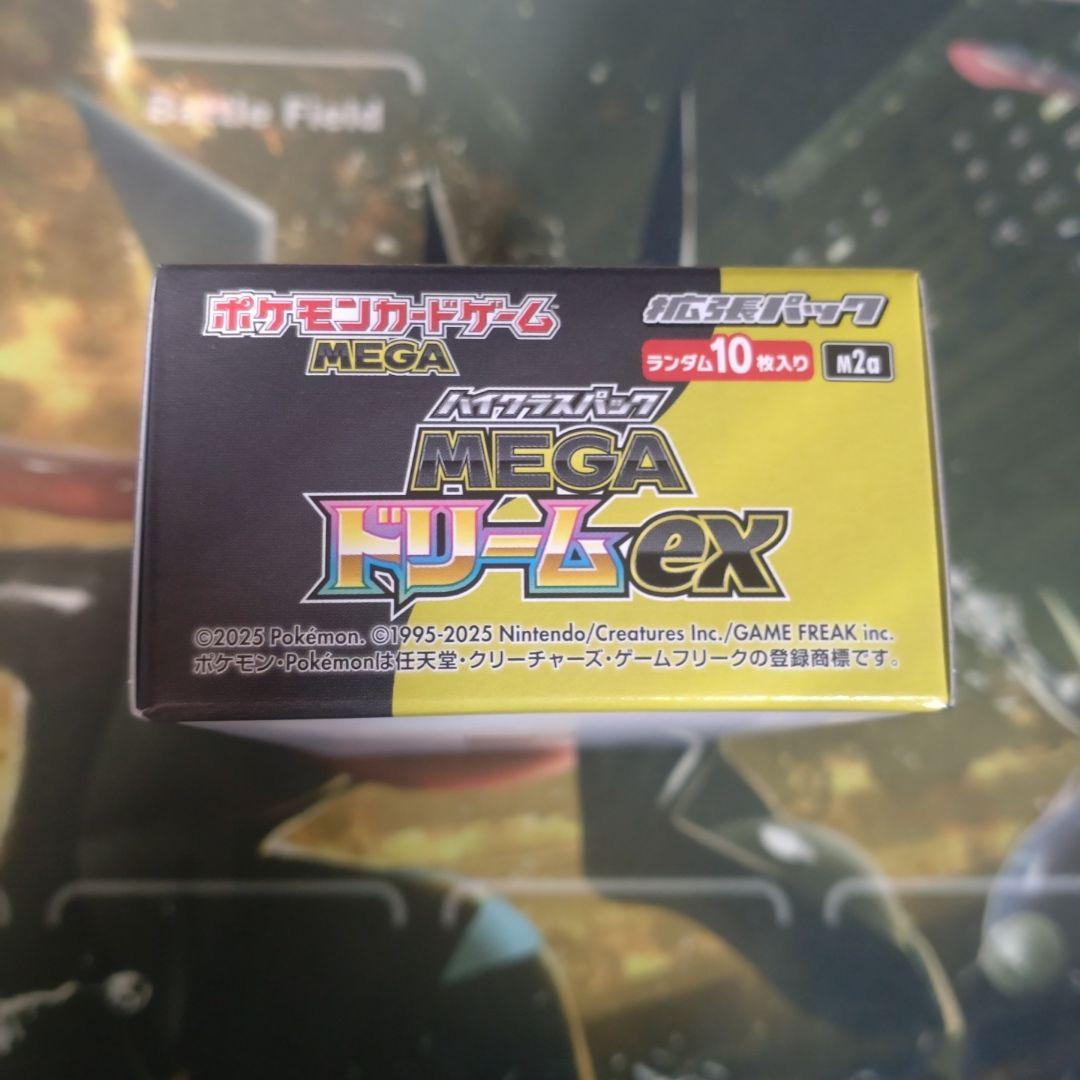 Battle Field
ポケモンカードゲーム
MEGA
拡張パック
ランダム10枚入り M2a
ハイクラスパック
MEGA
ドリームex
©2025 Pokémon. ©1995-2025 Nintendo/Creatures Inc./GAME FREAK inc.
ポケモン・Pokémonは任天堂・クリーチャーズ・ゲームフリークの登録商標です。